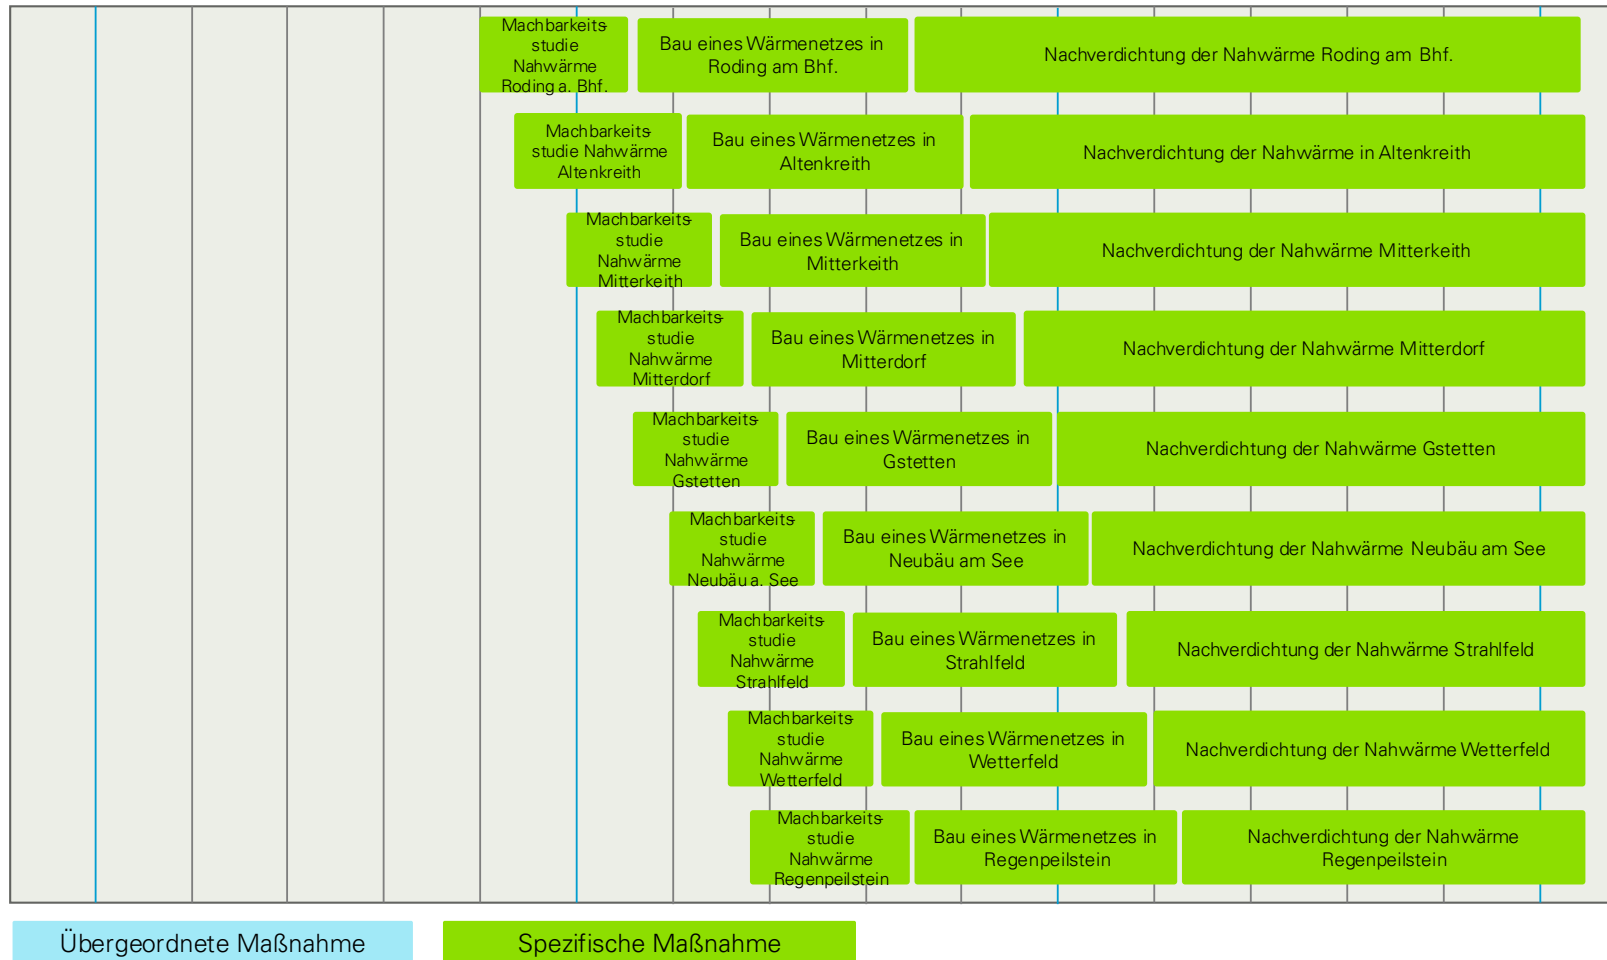 Machbarkeits-
studie
Nahwärme
Roding a. Bhf.
Bau eines Wärmenetzes in
Roding am Bhf.
Nachverdichtung der Nahwärme Roding am Bhf.
Machbarkeits-
studie Nahwärme
Altenkreith
Bau eines Wärmenetzes in
Altenkreith
Nachverdichtung der Nahwärme in Altenkreith
Machbarkeits-
studie
Nahwärme
Mitterkeith
Bau eines Wärmenetzes in
Mitterkeith
Nachverdichtung der Nahwärme Mitterkeith
Machbarkeits-
studie
Nahwärme
Mitterdorf
Bau eines Wärmenetzes in
Mitterdorf
Nachverdichtung der Nahwärme Mitterdorf
Machbarkeits-
studie
Nahwärme
Gstetten
Bau eines Wärmenetzes in
Gstetten
Nachverdichtung der Nahwärme Gstetten
Machbarkeits-
studie
Nahwärme
Neubäu a. See
Bau eines Wärmenetzes in
Neubäu am See
Nachverdichtung der Nahwärme Neubäu am See
Machbarkeits-
studie
Nahwärme
Strahlfeld
Bau eines Wärmenetzes in
Strahlfeld
Nachverdichtung der Nahwärme Strahlfeld
Machbarkeits-
studie
Nahwärme
Wetterfeld
Bau eines Wärmenetzes in
Wetterfeld
Nachverdichtung der Nahwärme Wetterfeld
Machbarkeits-
studie
Nahwärme
Regenpeilstein
Bau eines Wärmenetzes in
Regenpeilstein
Nachverdichtung der Nahwärme
Regenpeilstein
Übergeordnete Maßnahme
Spezifische Maßnahme